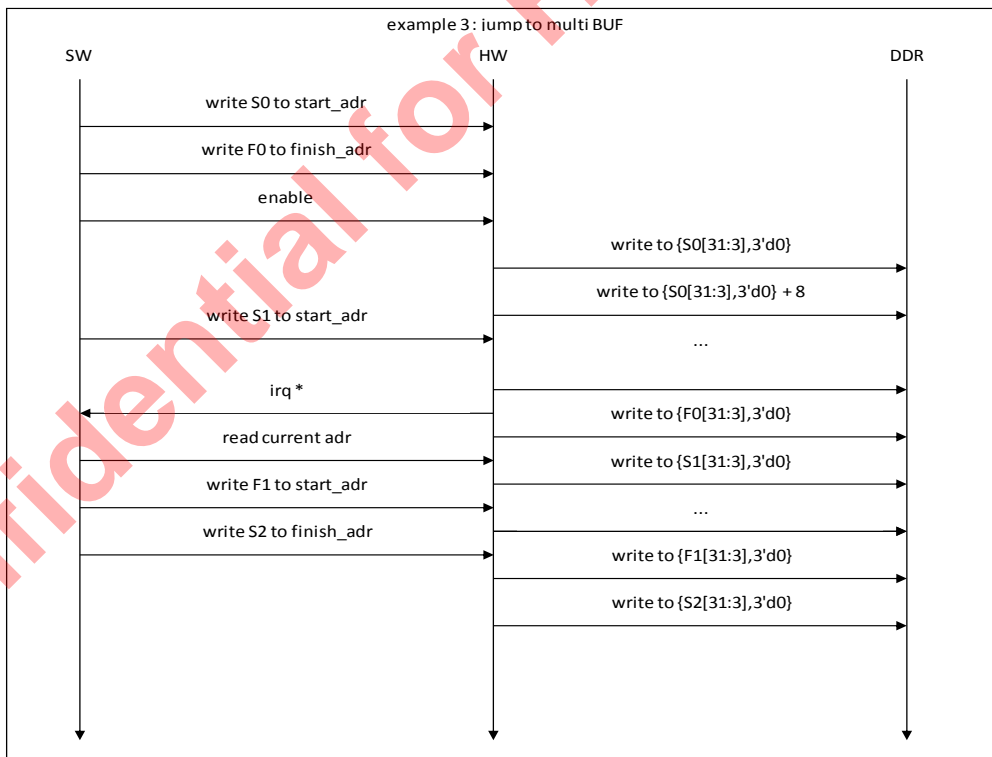 example 3: jump to multi BUF
SW
HW
DDR
write S0 to start_adr
write F0 to finish_adr
enable
write to {S0[31:3],3'd0}
write to {S0[31:3],3'd0} + 8
write S1 to start_adr
...
irq *
write to {F0[31:3],3'd0}
read current adr
write to {S1[31:3],3'd0}
write F1 to start_adr
...
write S2 to finish_adr
write to {F1[31:3],3'd0}
write to {S2[31:3],3'd0}
fidential for